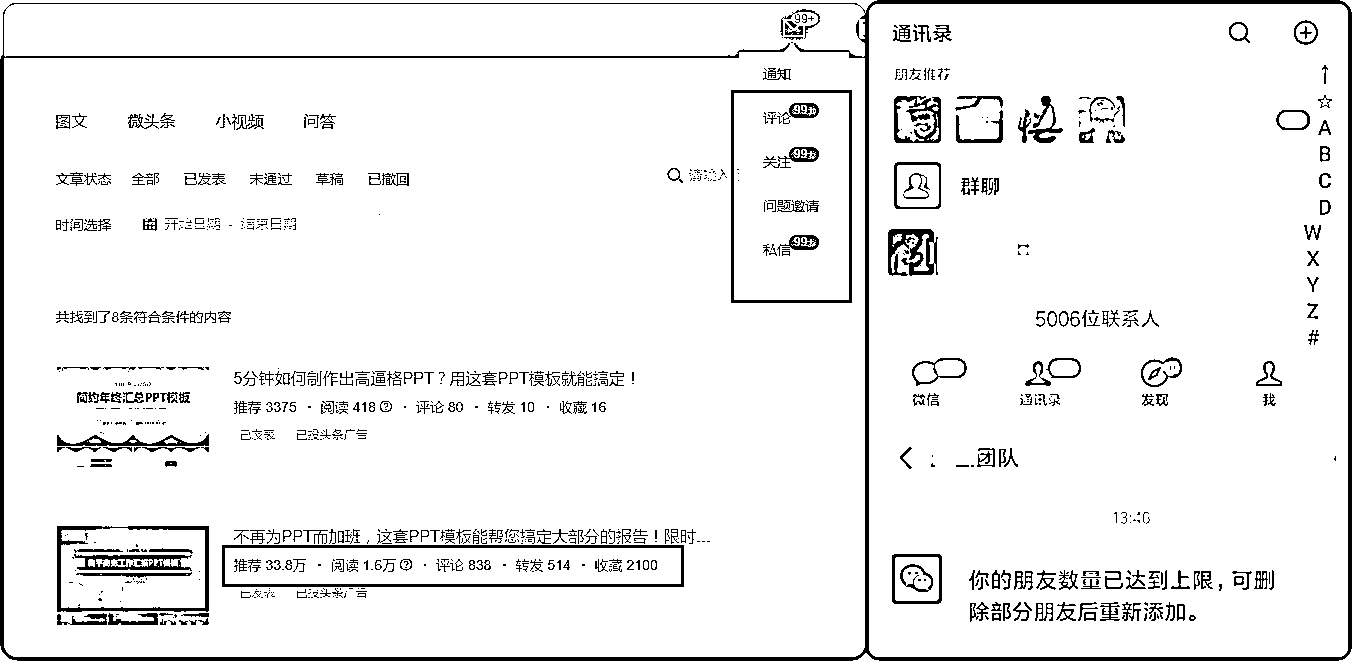 99+
通知
评论 99+
关注 99+
问题邀请
私信 99+
图文 微头条 小视频 问答
文章状态 全部 已发表 未通过 草稿 已撤回
请输入
时间选择 开始日期 - 结束日期
共找到了8条符合条件的内容
简约年终汇总PPT模板
5分钟如何制作出高逼格PPT？用这套PPT模板就能搞定！
推荐 3375 · 阅读 418 · 评论 80 · 转发 10 · 收藏 16
已发表 已投头条广告
不再为PPT而加班，这套PPT模板能帮您搞定大部分的报告！限时...
推荐 33.8万 · 阅读 1.6万 · 评论 838 · 转发 514 · 收藏 2100
已发表 已投头条广告
通讯录
朋友推荐
悟
群聊
↑
☆
A
B
C
D
W
X
Y
Z
#
5006位联系人
微信 通讯录 发现 我
团队
13:46
你的朋友数量已达到上限，可删
除部分朋友后重新添加。